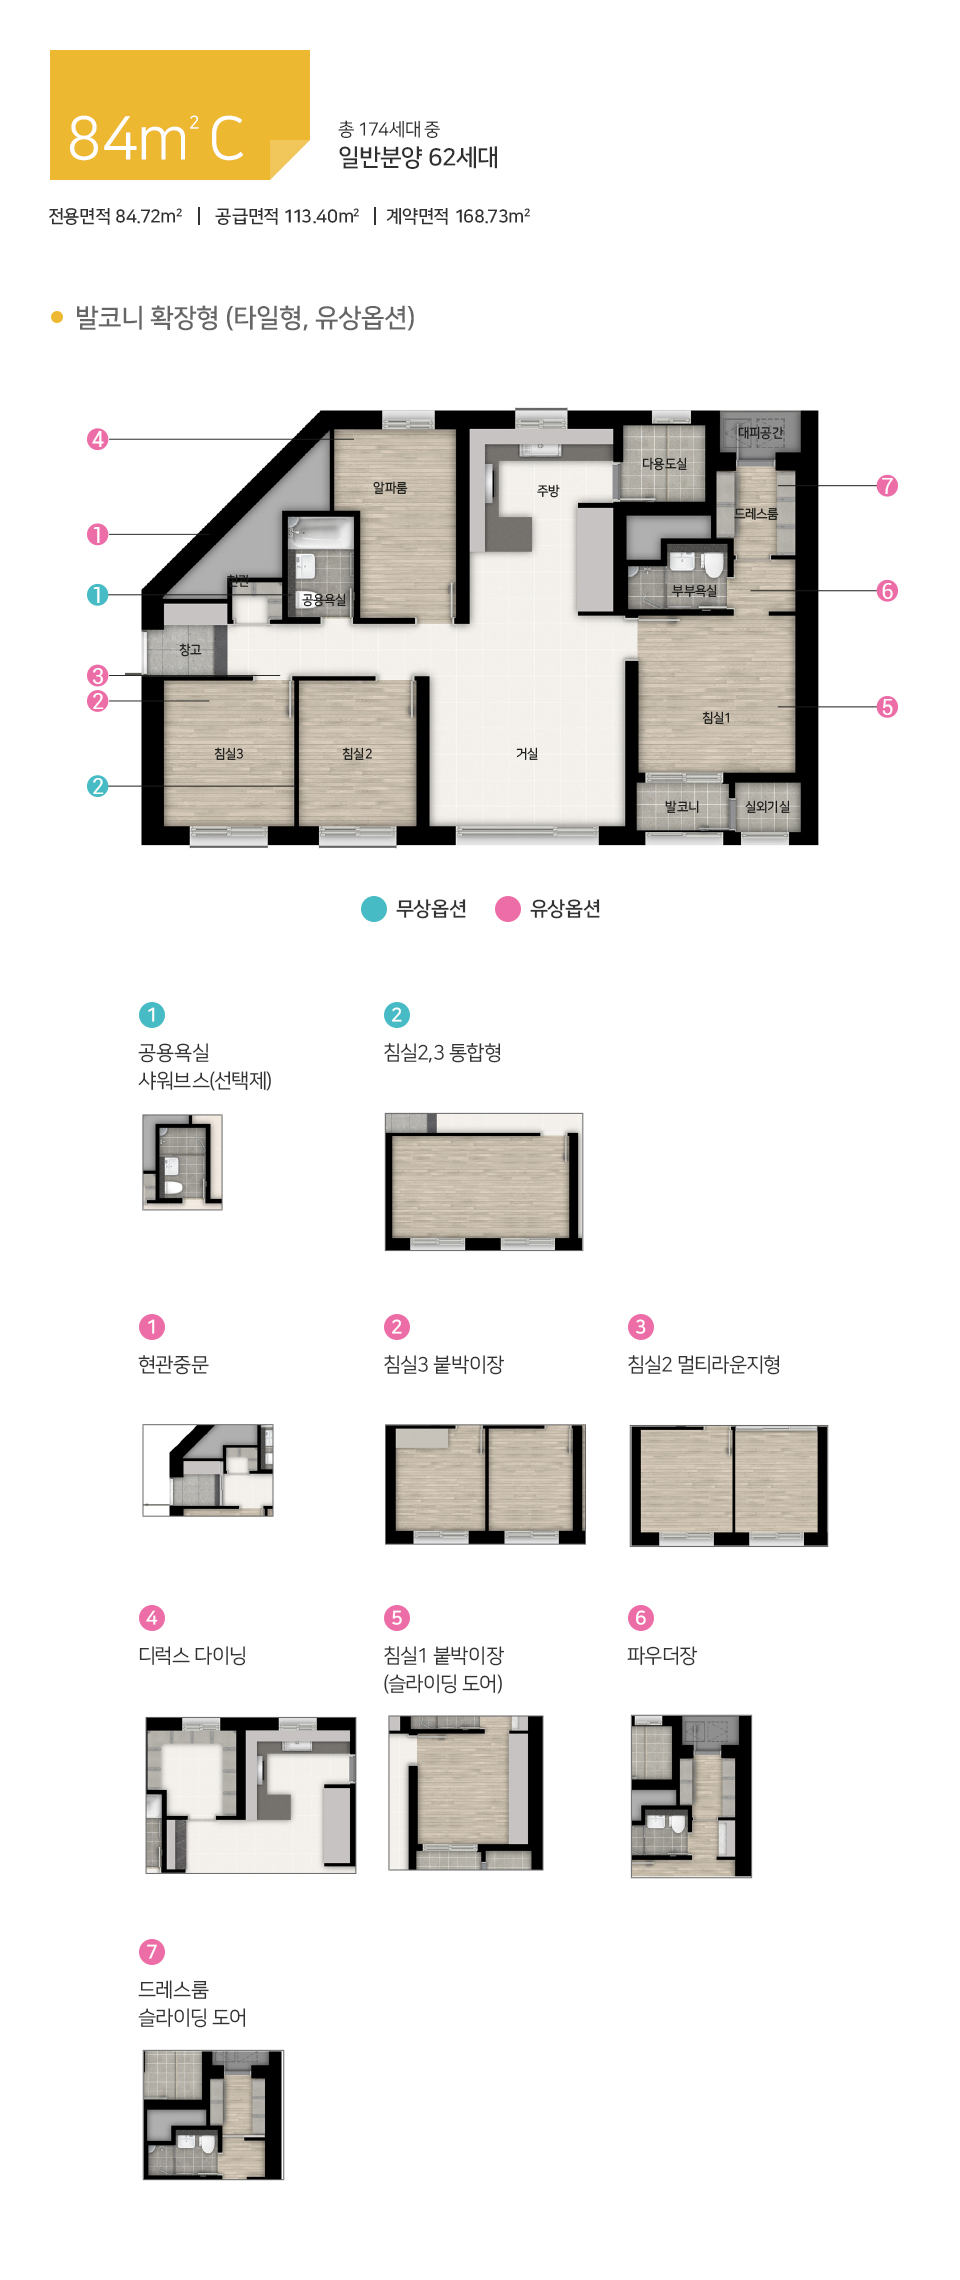 84m² C
총 174세대 중
일반분양 62세대
전용면적 84.72m² | 공급면적 113.40m² | 계약면적 168.73m²
• 발코니 확장형 (타일형, 유상옵션)
4
대피공간
주방
다용도실
알파룸
7
드레스룸
1
현관
1
공용욕실
부부욕실
6
창고
3
2
침실1
5
침실3
침실2
거실
2
발코니
실외기실
무상옵션
유상옵션
1
2
공용욕실
샤워브스(선택제)
침실2,3 통합형
1
2
3
현관중문
침실3 붙박이장
침실2 멀티라운지형
4
5
6
디럭스 다이닝
침실1 붙박이장
(슬라이딩 도어)
파우더장
7
드레스룸
슬라이딩 도어